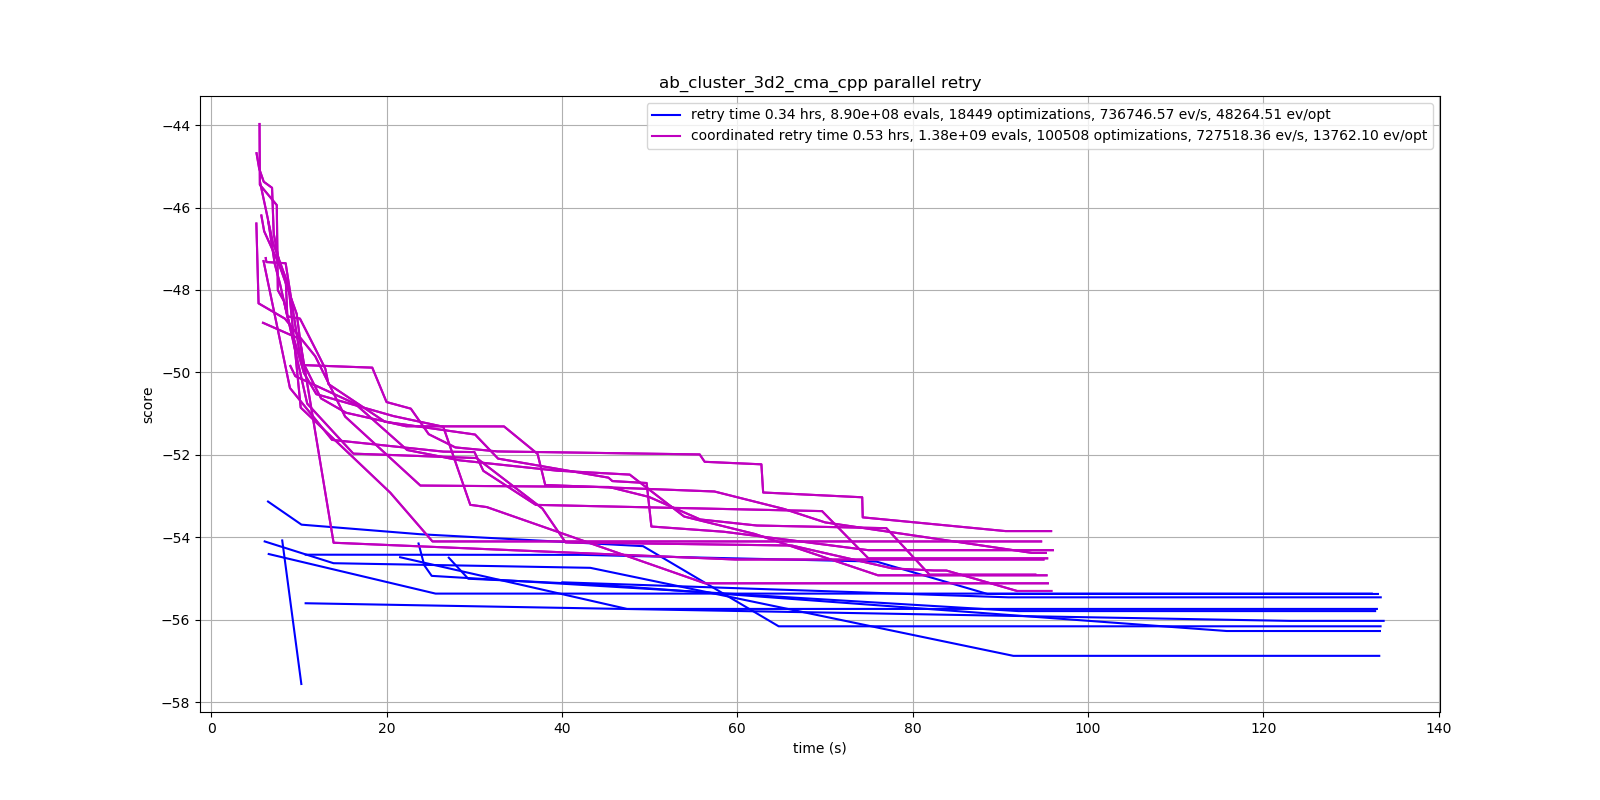 ab_cluster_3d2_cma_cpp parallel retry
retry time 0.34 hrs, 8.90e+08 evals, 18449 optimizations, 736746.57 ev/s, 48264.51 ev/opt
coordinated retry time 0.53 hrs, 1.38e+09 evals, 100508 optimizations, 727518.36 ev/s, 13762.10 ev/opt
−44
−46
−48
−50
−52
−54
−56
−58
score
0 20 40 60 80 100 120 140
time (s)